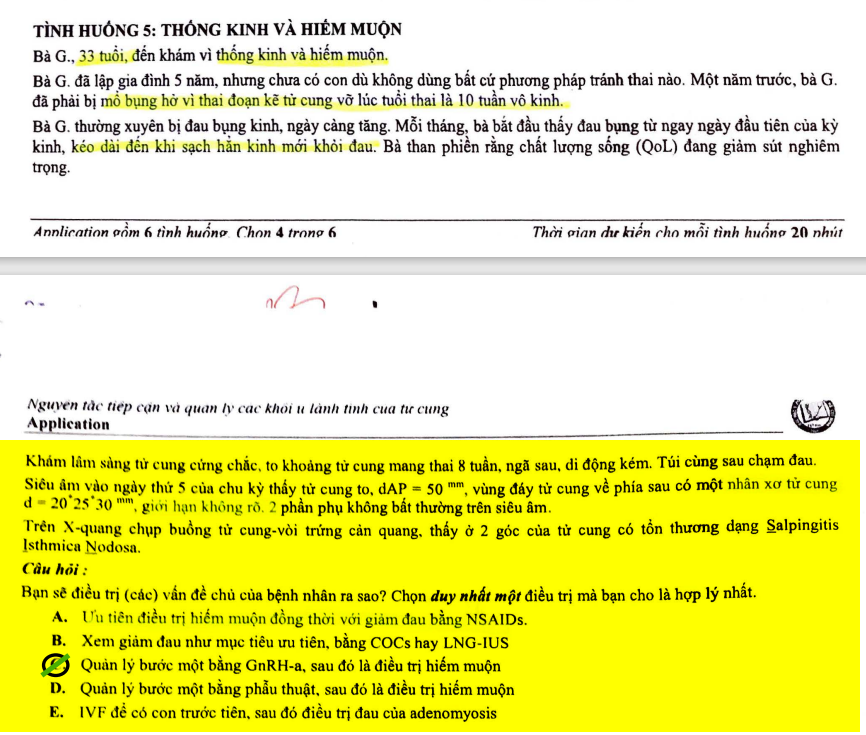 TÌNH HUỐNG 5: THỐNG KINH VÀ HIẾM MUỘN
Bà G., 33 tuổi, đến khám vì thống kinh và hiếm muộn.
Bà G. đã lập gia đình 5 năm, nhưng chưa có con dù không dùng bất cứ phương pháp tránh thai nào. Một năm trước, bà G.
đã phải bị mổ bụng hở vì thai đoạn kẽ tử cung vỡ lúc tuổi thai là 10 tuần vô kinh.
Bà G. thường xuyên bị đau bụng kinh, ngày càng tăng. Mỗi tháng, bà bắt đầu thấy đau bụng từ ngay ngày đầu tiên của kỳ
kinh, kéo dài đến khi sạch hẳn kinh mới khỏi đau. Bà than phiền rằng chất lượng sống (QoL) đang giảm sút nghiêm
trọng.
Application gồm 6 tình huống. Chọn 4 trong 6 Thời gian dự kiến cho mỗi tình huống 20 phút
Nguyên tắc tiếp cận và quản lý các khối u lành tính của tử cung
Application
Khám lâm sàng tử cung cứng chắc, to khoảng tử cung mang thai 8 tuần, ngã sau, di động kém. Túi cùng sau chạm đau.
Siêu âm vào ngày thứ 5 của chu kỳ thấy tử cung to, dAP = 50 mm, vùng đáy tử cung về phía sau có một nhân xơ tử cung
d = 20*25*30 mm, giới hạn không rõ. 2 phần phụ không bất thường trên siêu âm.
Trên X-quang chụp buồng tử cung-vòi trứng cản quang, thấy ở 2 góc của tử cung có tổn thương dạng Salpingitis
Isthmica Nodosa.
Câu hỏi :
Bạn sẽ điều trị (các) vấn đề chủ của bệnh nhân ra sao? Chọn duy nhất một điều trị mà bạn cho là hợp lý nhất.
A. Ưu tiên điều trị hiếm muộn đồng thời với giảm đau bằng NSAIDs.
B. Xem giảm đau như mục tiêu ưu tiên, bằng COCs hay LNG-IUS
C. Quản lý bước một bằng GnRH-a, sau đó là điều trị hiếm muộn
D. Quản lý bước một bằng phẫu thuật, sau đó là điều trị hiếm muộn
E. IVF để có con trước tiên, sau đó điều trị đau của adenomyosis